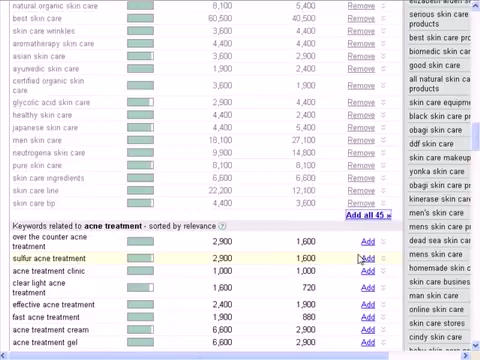 natural organic skin care 8,100 5,400 Remove
best skin care 60,500 40,500 Remove
skin care wrinkles 3,600 4,400 Remove
aromatherapy skin care 4,400 4,400 Remove
asian skin care 3,600 2,900 Remove
ayurvedic skin care 1,900 2,400 Remove
certified organic skin
care 3,600 1,900 Remove
glycolic acid skin care 2,900 4,400 Remove
healthy skin care 4,400 2,400 Remove
japanese skin care 4,400 5,400 Remove
men skin care 18,100 27,100 Remove
neutrogena skin care 9,900 14,800 Remove
pure skin care 8,100 8,100 Remove
skin care ingredients 6,600 6,600 Remove
skin care line 22,200 12,100 Remove
skin care tip 4,400 3,600 Remove
Add all 45 »
Keywords related to acne treatment - sorted by relevance ?
over the counter acne
treatment 2,900 1,600 Add
sulfur acne treatment 2,900 1,600 Add
acne treatment clinic 1,000 1,000 Add
clear light acne
treatment 1,600 720 Add
effective acne treatment 2,400 1,900 Add
fast acne treatment 1,900 880 Add
acne treatment cream 6,600 2,900 Add
acne treatment gel 6,600 2,900 Add
serious skin care
products
best skin care
biomedic skin car
good skin care
all natural skin ca
products
skin care equipme
black skin care pr
obagi skin care
ddf skin care
skin care makeup
yonka skin care
obagi skin care p
kinerase skin care
men's skin care
mens skin care pr
dead sea skin car
mens skin care
homemade skin c
skin care busines
man skin care
online skin care
skin care stores
cindy skin care